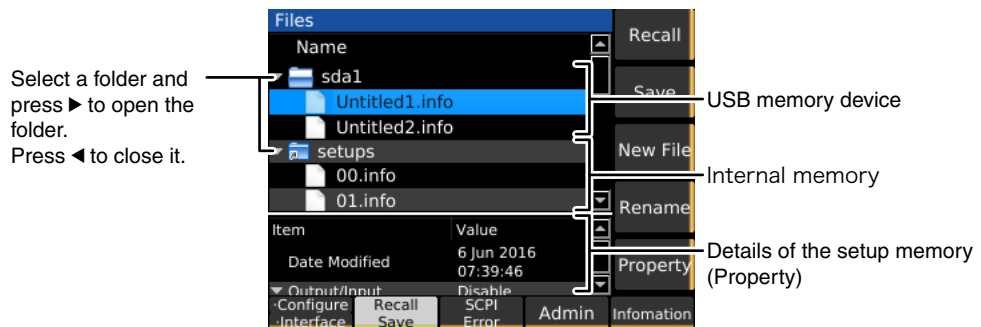 Select a folder and
press ▶ to open the
folder.
Press ◀ to close it.
Files
Name
sda1
Untitled1.info
Untitled2.info
setups
00.info
01.info
Item Value
Date Modified 6 Jun 2016
07:39:46
Output/Input Disable
Recall
Save
New File
Rename
Property
·Configure
·Interface
Recall
Save
SCPI
Error
Admin
Infomation
USB memory device
Internal memory
Details of the setup memory
(Property)